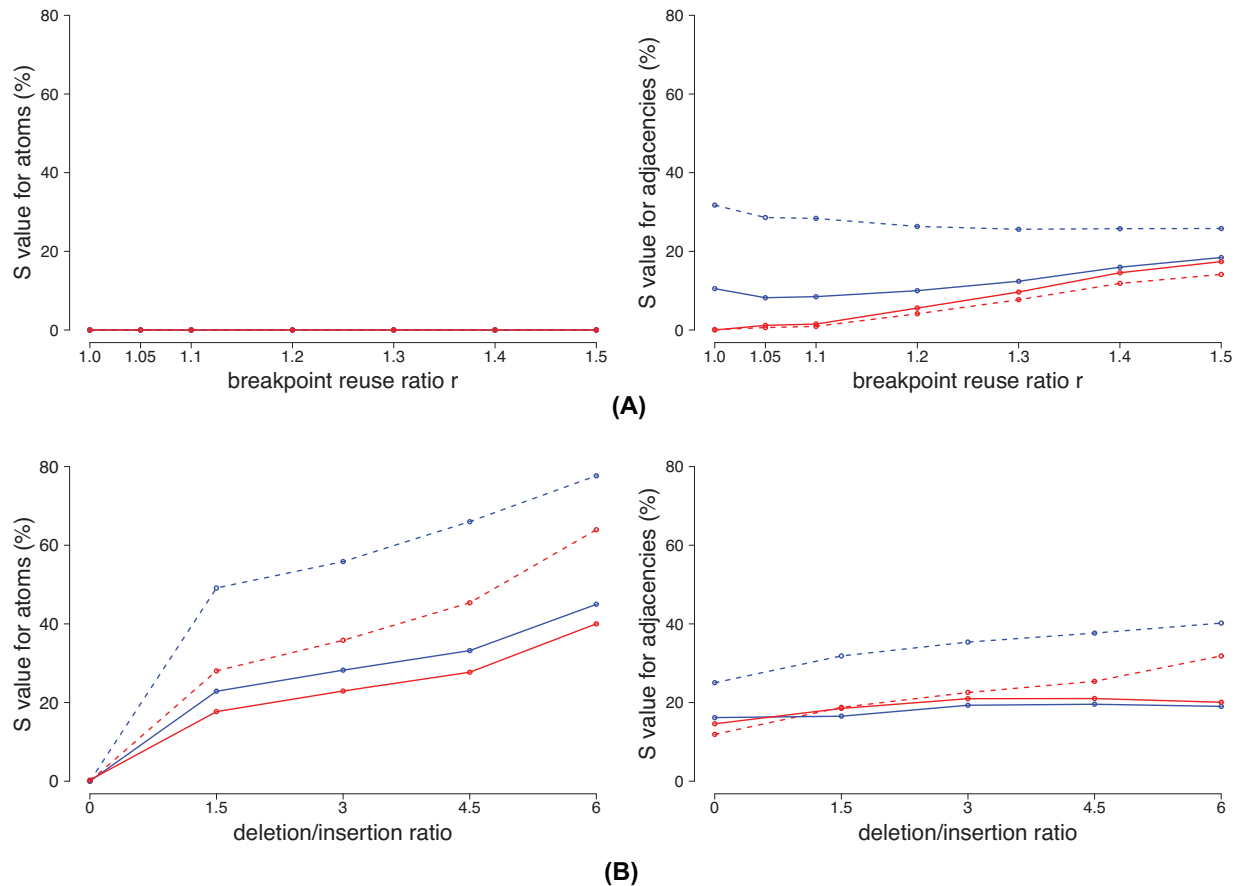 80
60
40
20
0
S value for atoms (%)
1.0 1.05 1.1 1.2 1.3 1.4 1.5
breakpoint reuse ratio r
80
60
40
20
0
S value for adjacencies (%)
1.0 1.05 1.1 1.2 1.3 1.4 1.5
breakpoint reuse ratio r
(A)
80
60
40
20
0
S value for atoms (%)
0 1.5 3 4.5 6
deletion/insertion ratio
80
60
40
20
0
S value for adjacencies (%)
0 1.5 3 4.5 6
deletion/insertion ratio
(B)